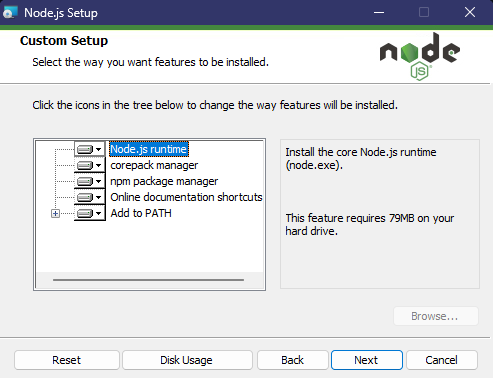 Node.js Setup
Custom Setup
Select the way you want features to be installed.
node
JS
Click the icons in the tree below to change the way features will be installed.
Node.js runtime
corepack manager
npm package manager
Online documentation shortcuts
Add to PATH
Install the core Node.js runtime
(node.exe).
This feature requires 79MB on your
hard drive.
Browse...
Reset
Disk Usage
Back
Next
Cancel